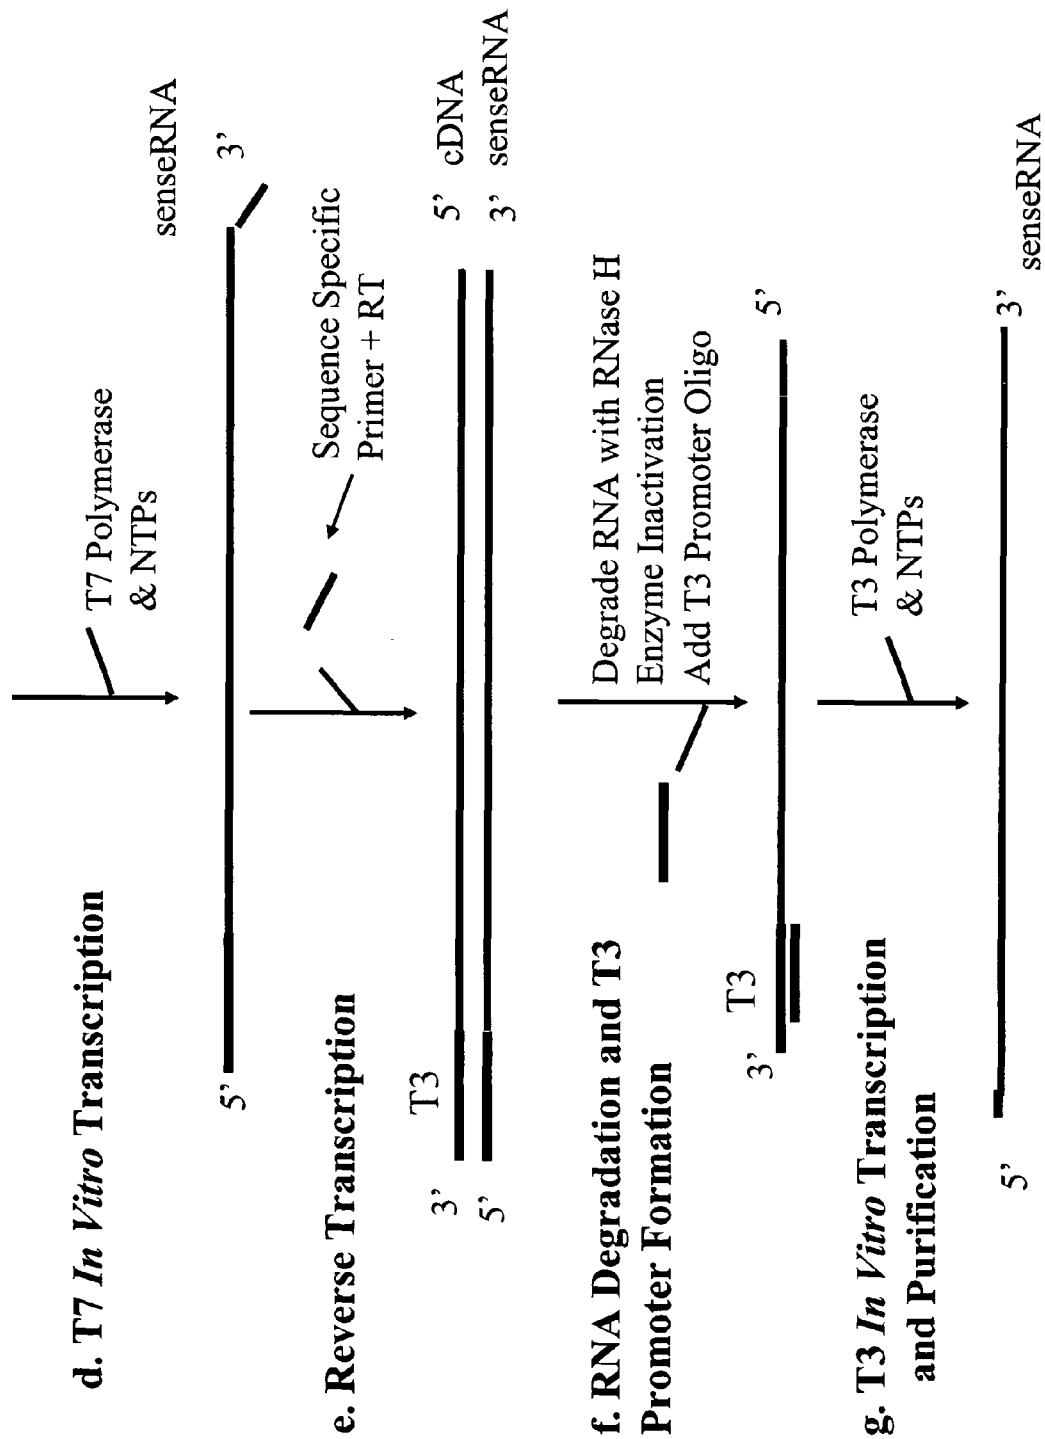 d. T7 In Vitro Transcription
T7 Polymerase
& NTPs
senseRNA
5’
3’
e. Reverse Transcription
Sequence Specific
Primer + RT
T3
3’
5’ cDNA
5’
3’ senseRNA
f. RNA Degradation and T3
Promoter Formation
Degrade RNA with RNase H
Enzyme Inactivation
Add T3 Promoter Oligo
T3
3’
5’
g. T3 In Vitro Transcription
and Purification
T3 Polymerase
& NTPs
5’
3’
senseRNA